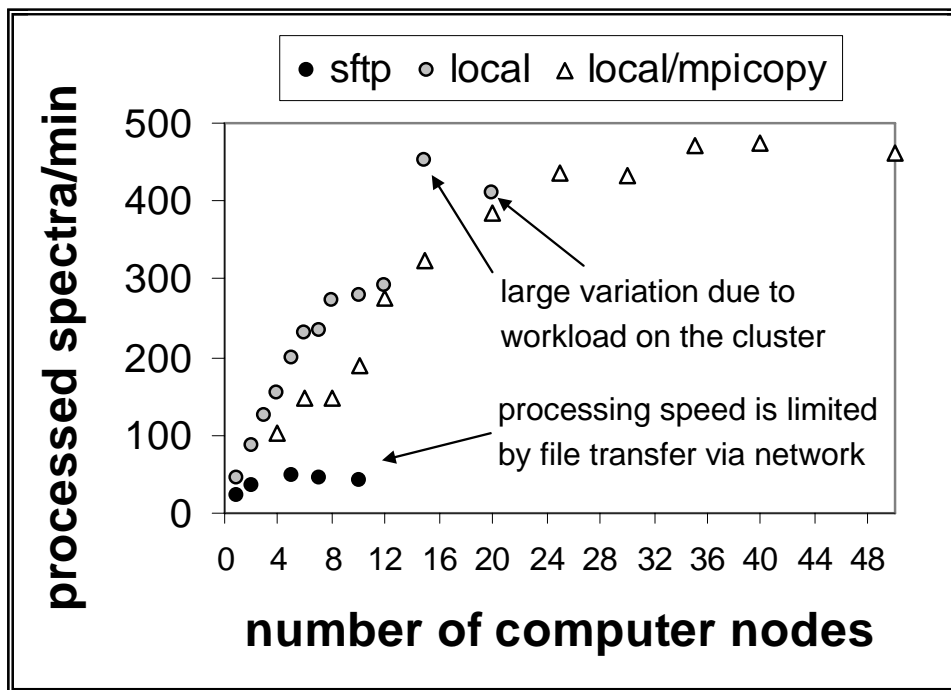 sftp local local/mpicopy
processed spectra/min
500
400
300
200
100
0
large variation due to
workload on the cluster
processing speed is limited
by file transfer via network
0 4 8 12 16 20 24 28 32 36 40 44 48
number of computer nodes